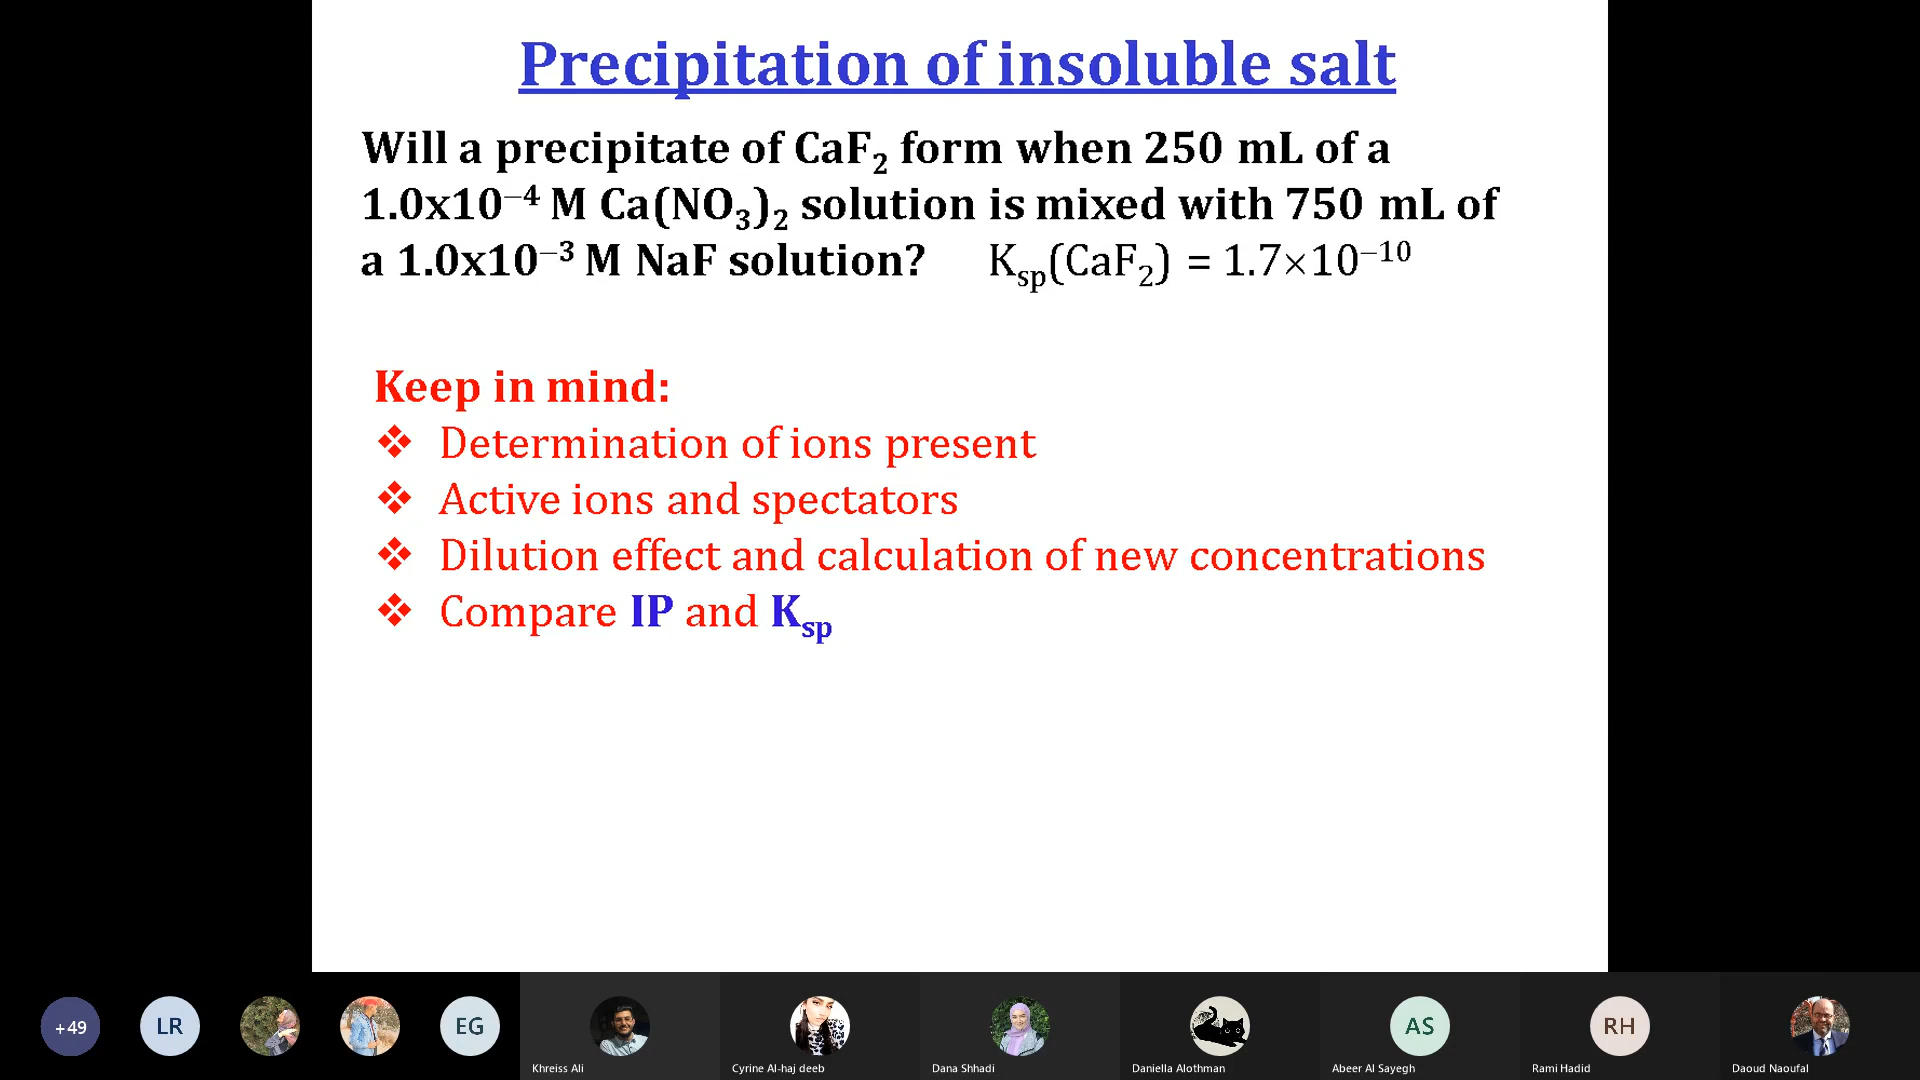 Precipitation of insoluble salt
Will a precipitate of CaF₂ form when 250 mL of a
1.0x10⁻⁴ M Ca(NO₃)₂ solution is mixed with 750 mL of
a 1.0x10⁻³ M NaF solution? Kₛₚ(CaF₂) = 1.7×10⁻¹⁰
Keep in mind:
❖ Determination of ions present
❖ Active ions and spectators
❖ Dilution effect and calculation of new concentrations
❖ Compare IP and Kₛₚ
+49
LR
EG
AS
RH
Khreiss Ali
Cyrine Al-haj deeb
Dana Shhadi
Daniella Alothman
Abeer Al Sayegh
Rami Hadid
Daoud Naoufal